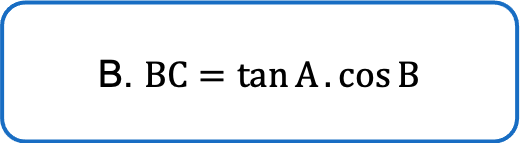 B. BC = tan A . cos B